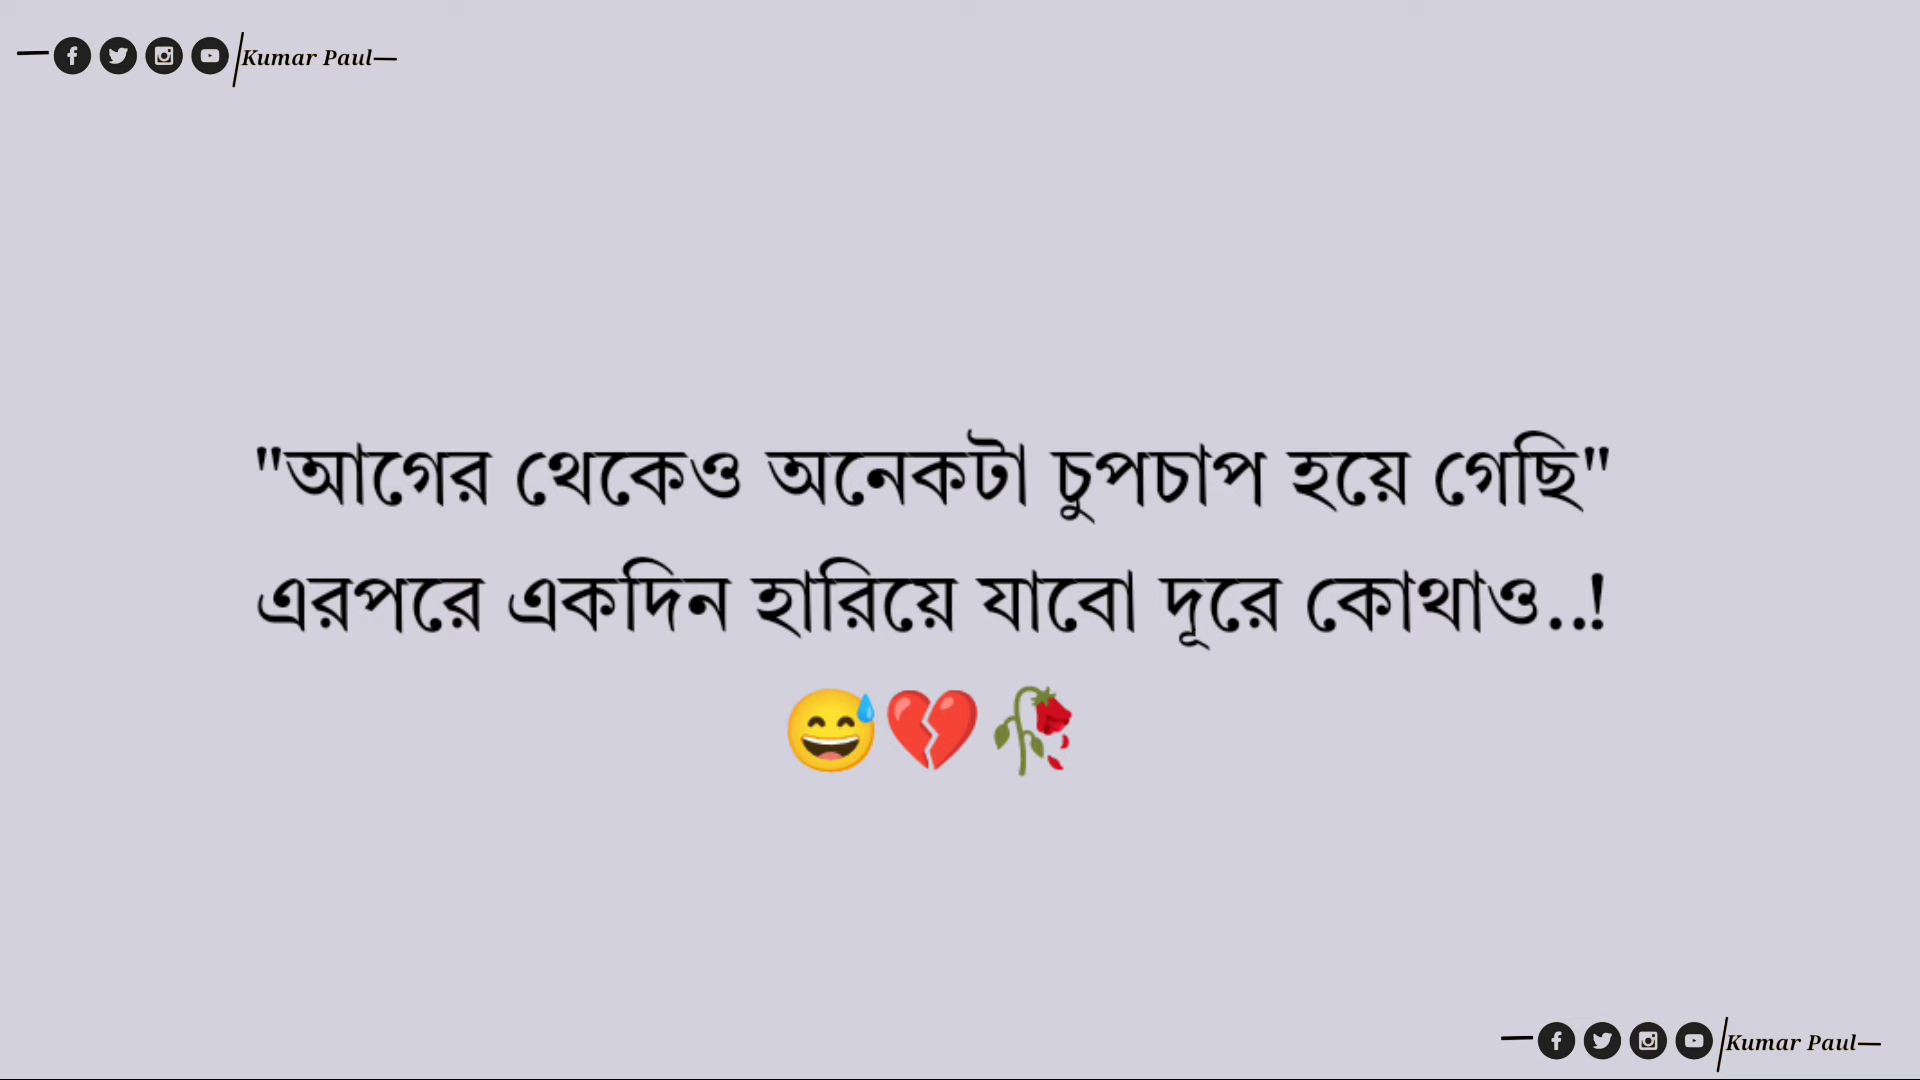 Kumar Paul
"আগের থেকেও অনেকটা চুপচাপ হয়ে গেছি"
এরপরে একদিন হারিয়ে যাবো দূরে কোথাও..!
😅💔🥀
Kumar Paul